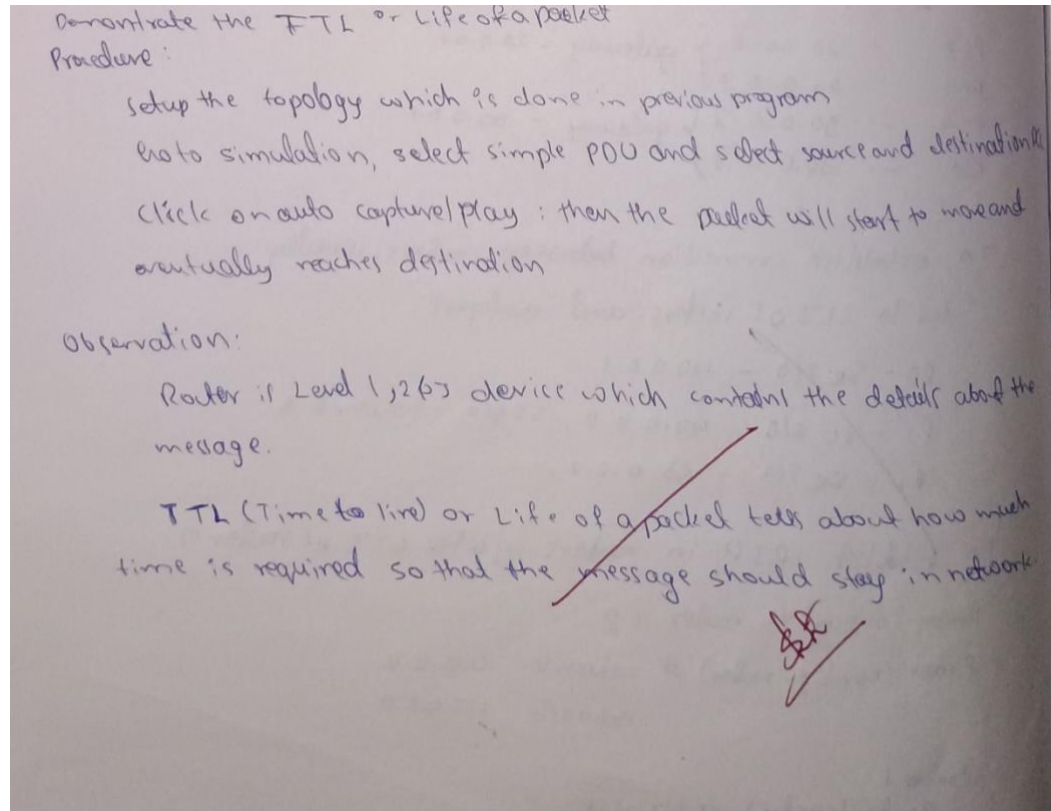 Demonstrate the TTL or Life of a packet
Procedure:
setup the topology which is done in previous program
Go to simulation, select simple PDU and select source and destination
Click on auto capture/play; then the packet will start to move and
eventually reaches destination
Observation:
Router is Level 1,2&3 device which contains the details about the
message.
TTL (Time to live) or Life of a packet tells about how much
time is required so that the message should stay in network.